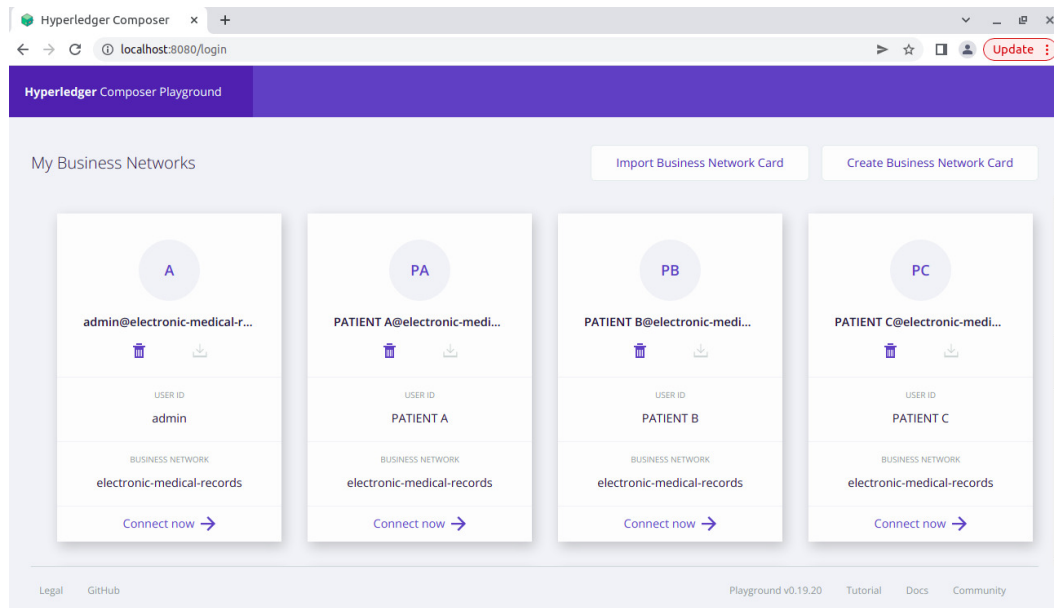 Hyperledger Composer
localhost:8080/login
Update
Hyperledger Composer Playground
My Business Networks
Import Business Network Card
Create Business Network Card
A
PA
PB
PC
admin@electronic-medical-r...
PATIENT A@electronic-medi...
PATIENT B@electronic-medi...
PATIENT C@electronic-medi...
USER ID
USER ID
USER ID
USER ID
admin
PATIENT A
PATIENT B
PATIENT C
BUSINESS NETWORK
BUSINESS NETWORK
BUSINESS NETWORK
BUSINESS NETWORK
electronic-medical-records
electronic-medical-records
electronic-medical-records
electronic-medical-records
Connect now
Connect now
Connect now
Connect now
Legal GitHub
Playground v0.19.20 Tutorial Docs Community